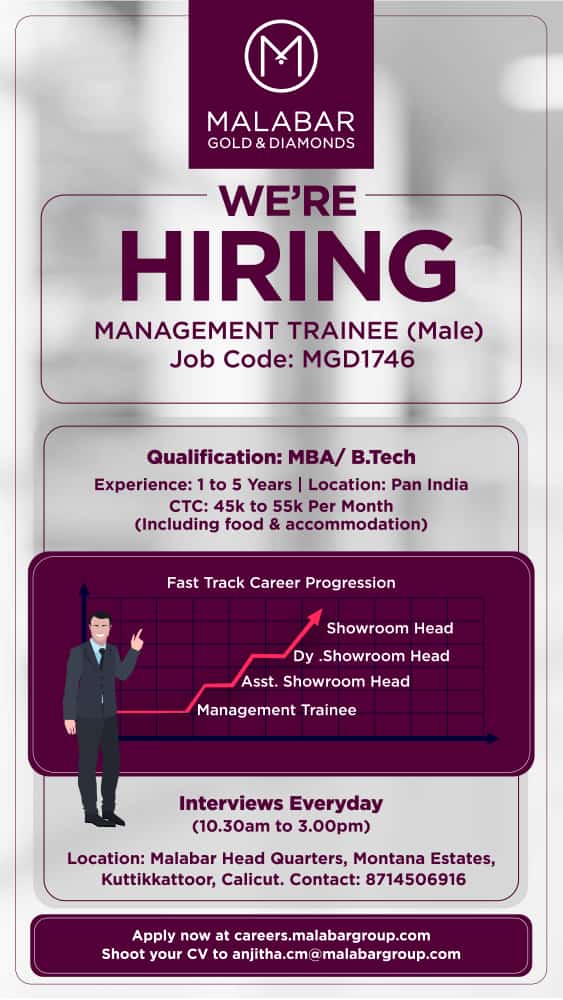 MALABAR
GOLD & DIAMONDS
WE'RE
HIRING
MANAGEMENT TRAINEE (Male)
Job Code: MGD1746
Qualification: MBA/ B.Tech
Experience: 1 to 5 Years | Location: Pan India
CTC: 45k to 55k Per Month
(Including food & accommodation)
Fast Track Career Progression
Showroom Head
Dy .Showroom Head
Asst. Showroom Head
Management Trainee
Interviews Everyday
(10.30am to 3.00pm)
Location: Malabar Head Quarters, Montana Estates,
Kuttikkattoor, Calicut. Contact: 8714506916
Apply now at careers.malabargroup.com
Shoot your CV to anjitha.cm@malabargroup.com